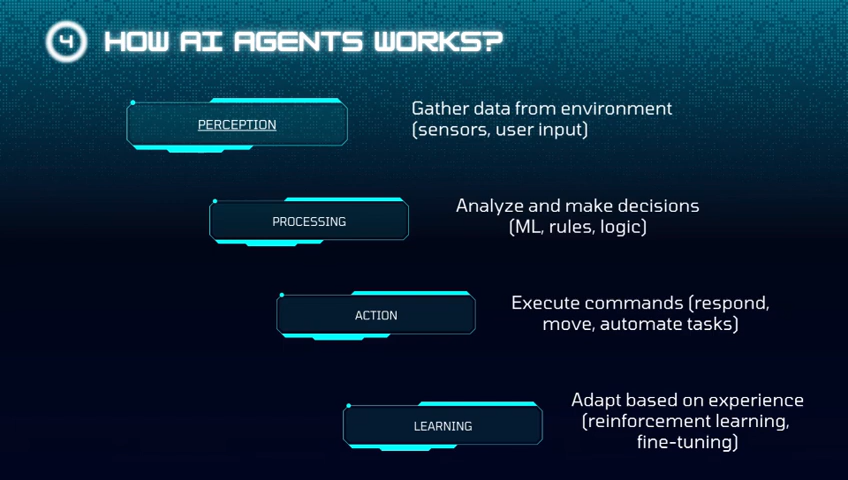 4 HOW AI AGENTS WORKS?
PERCEPTION
Gather data from environment
(sensors, user input)
PROCESSING
Analyze and make decisions
(ML, rules, logic)
ACTION
Execute commands (respond,
move, automate tasks)
LEARNING
Adapt based on experience
(reinforcement learning,
fine-tuning)